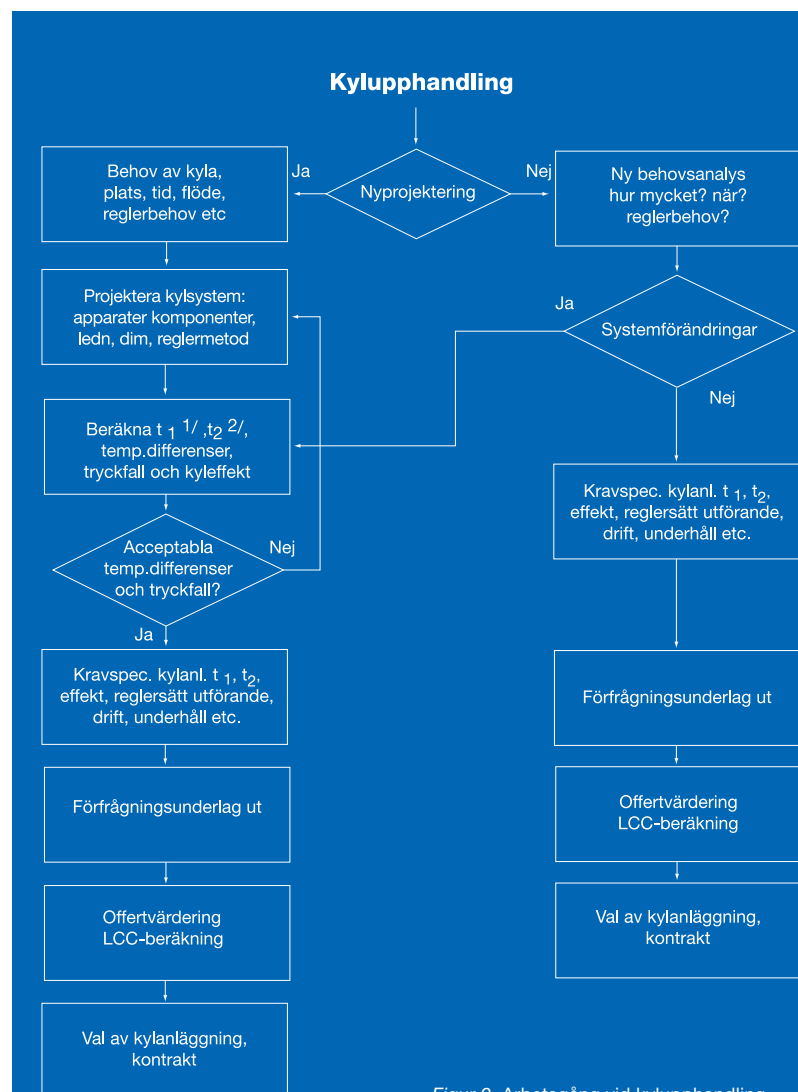 Kylupphandling
Nyprojektering
Ja
Nej
Behov av kyla,
plats, tid, flöde,
reglerbehov etc
Projektera kylsystem:
apparater komponenter,
ledn, dim, reglermetod
Beräkna t 1 1/ ,t2 2/,
temp.differenser,
tryckfall och kyleffekt
Acceptabla
temp.differenser
och tryckfall?
Nej
Ja
Kravspec. kylanl. t 1, t2,
effekt, reglersätt utförande,
drift, underhåll etc.
Förfrågningsunderlag ut
Offertvärdering
LCC-beräkning
Val av kylanläggning,
kontrakt
Ny behovsanalys
hur mycket? när?
reglerbehov?
Ja
Systemförändringar
Nej
Kravspec. kylanl. t 1, t2,
effekt, reglersätt utförande,
drift, underhåll etc.
Förfrågningsunderlag ut
Offertvärdering
LCC-beräkning
Val av kylanläggning,
kontrakt
Arbetsgång vid kylupphandling